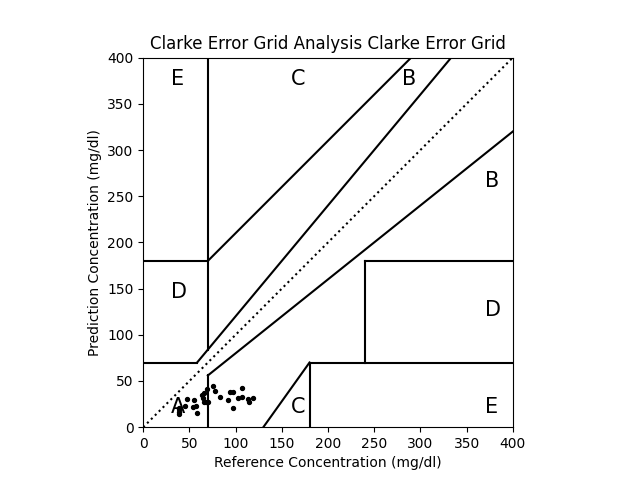 Clarke Error Grid Analysis Clarke Error Grid
400
350
300
250
200
150
100
50
0
Prediction Concentration (mg/dl)
E
C
B
B
D
D
A
C
E
0 50 100 150 200 250 300 350 400
Reference Concentration (mg/dl)